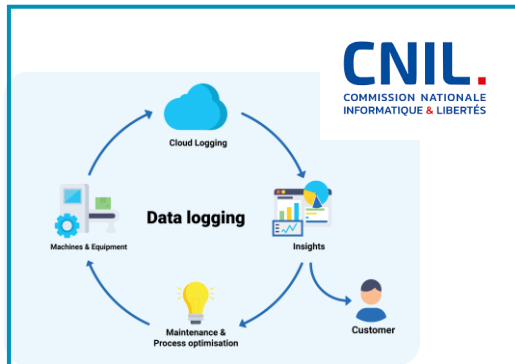 CNIL.
COMMISSION NATIONALE
INFORMATIQUE & LIBERTÉS
Cloud Logging
Data logging
Machines & Equipment
Insights
Maintenance &
Process optimisation
Customer